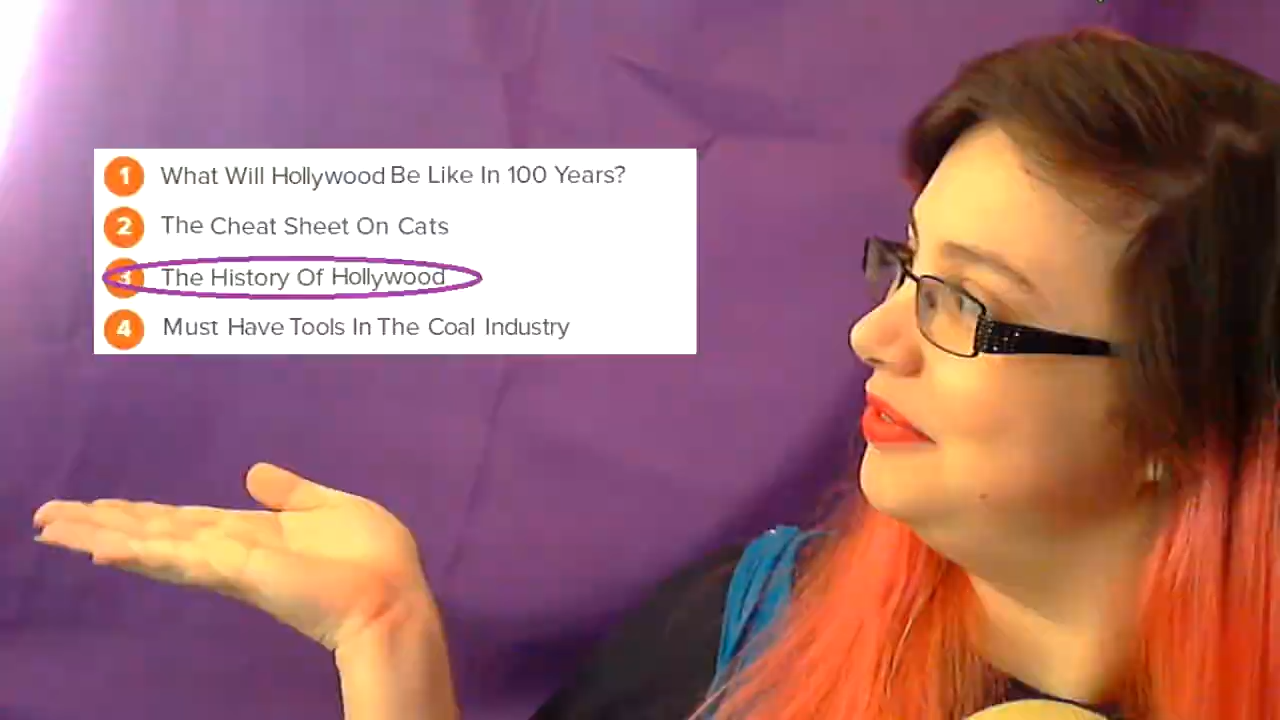 1 What Will Hollywood Be Like In 100 Years?
2 The Cheat Sheet On Cats
3 The History Of Hollywood
4 Must Have Tools In The Coal Industry